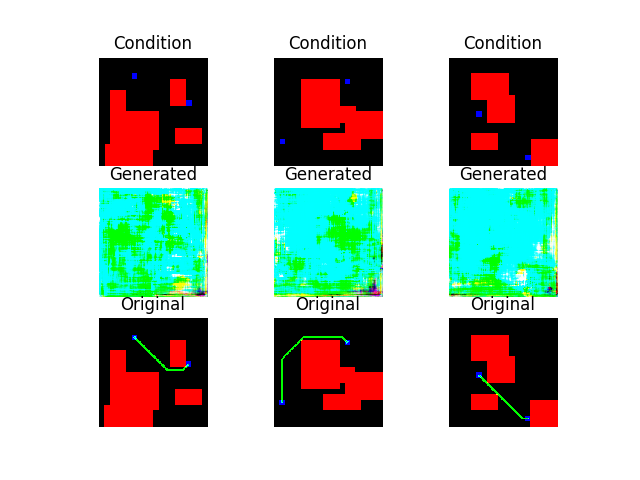 Condition Condition Condition
Generated Generated Generated
Original Original Original